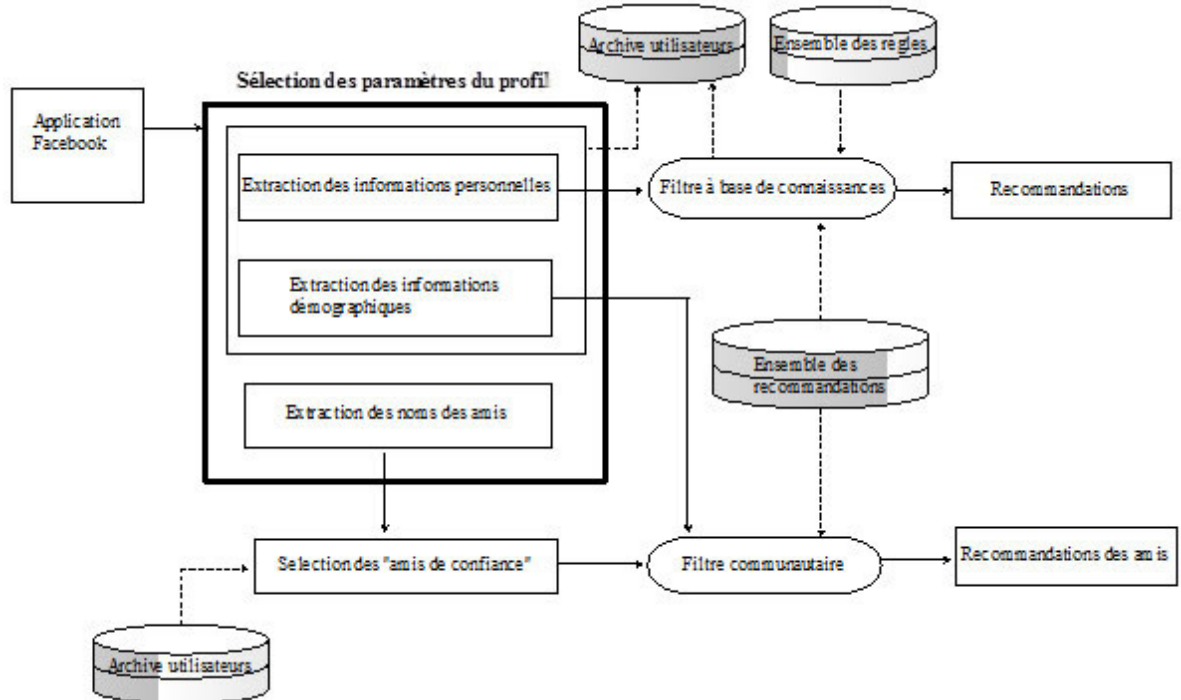 Archive utilisateurs
Ensemble des regles
Sélection des paramètres du profil
Application
Facebook
Extraction des informations personnelles
Filtre à base de connaissances
Recommandations
Extraction des informations
démographiques
Ensemble des
recommandations
Extraction des noms des amis
Selection des "amis de confiance"
Filtre communautaire
Recommandations des amis
Archive utilisateurs